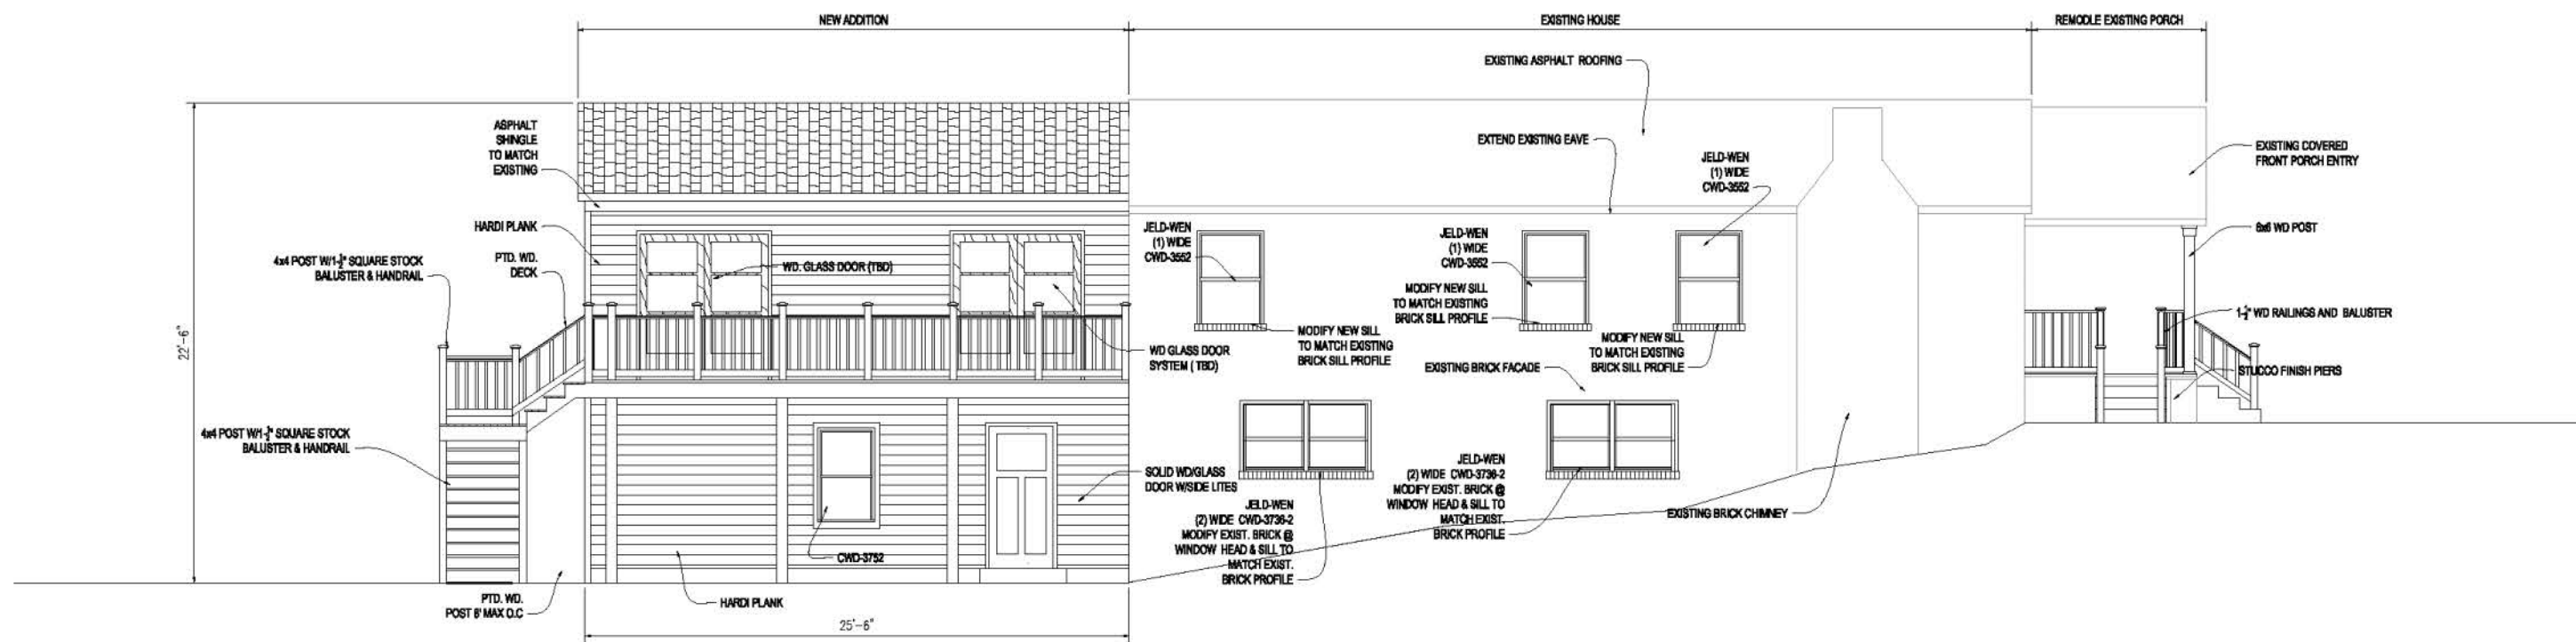 NEW ADDITION
EXISTING HOUSE
REMODLE EXISTING PORCH
EXISTING ASPHALT ROOFING
ASPHALT
SHINGLE
TO MATCH
EXISTING
EXTEND EXISTING EAVE
JELD-WEN
(1) WIDE
CWD-3552
EXISTING COVERED
FRONT PORCH ENTRY
HARDI PLANK
4x4 POST W/1-½" SQUARE STOCK
BALUSTER & HANDRAIL
PTD. WD.
DECK
WD. GLASS DOOR (TBD)
JELD-WEN
(1) WIDE
CWD-3552
JELD-WEN
(1) WIDE
CWD-3552
6x6 WD POST
MODIFY NEW SILL
TO MATCH EXISTING
BRICK SILL PROFILE
MODIFY NEW SILL
TO MATCH EXISTING
BRICK SILL PROFILE
MODIFY NEW SILL
TO MATCH EXISTING
BRICK SILL PROFILE
1-½" WD RAILINGS AND BALUSTER
22'-6"
WD GLASS DOOR
SYSTEM ( TBD)
EXISTING BRICK FACADE
STUCCO FINISH PIERS
4x4 POST W/1-½" SQUARE STOCK
BALUSTER & HANDRAIL
SOLID WD/GLASS
DOOR W/SIDE LITES
JELD-WEN
(2) WIDE CWD-3736-2
MODIFY EXIST. BRICK @
WINDOW HEAD & SILL TO
MATCH EXIST.
BRICK PROFILE
JELD-WEN
(2) WIDE CWD-3736-2
MODIFY EXIST. BRICK @
WINDOW HEAD & SILL TO
MATCH EXIST.
BRICK PROFILE
EXISTING BRICK CHIMNEY
CWD-3752
PTD. WD.
POST 8' MAX O.C
HARDI PLANK
25'-6"